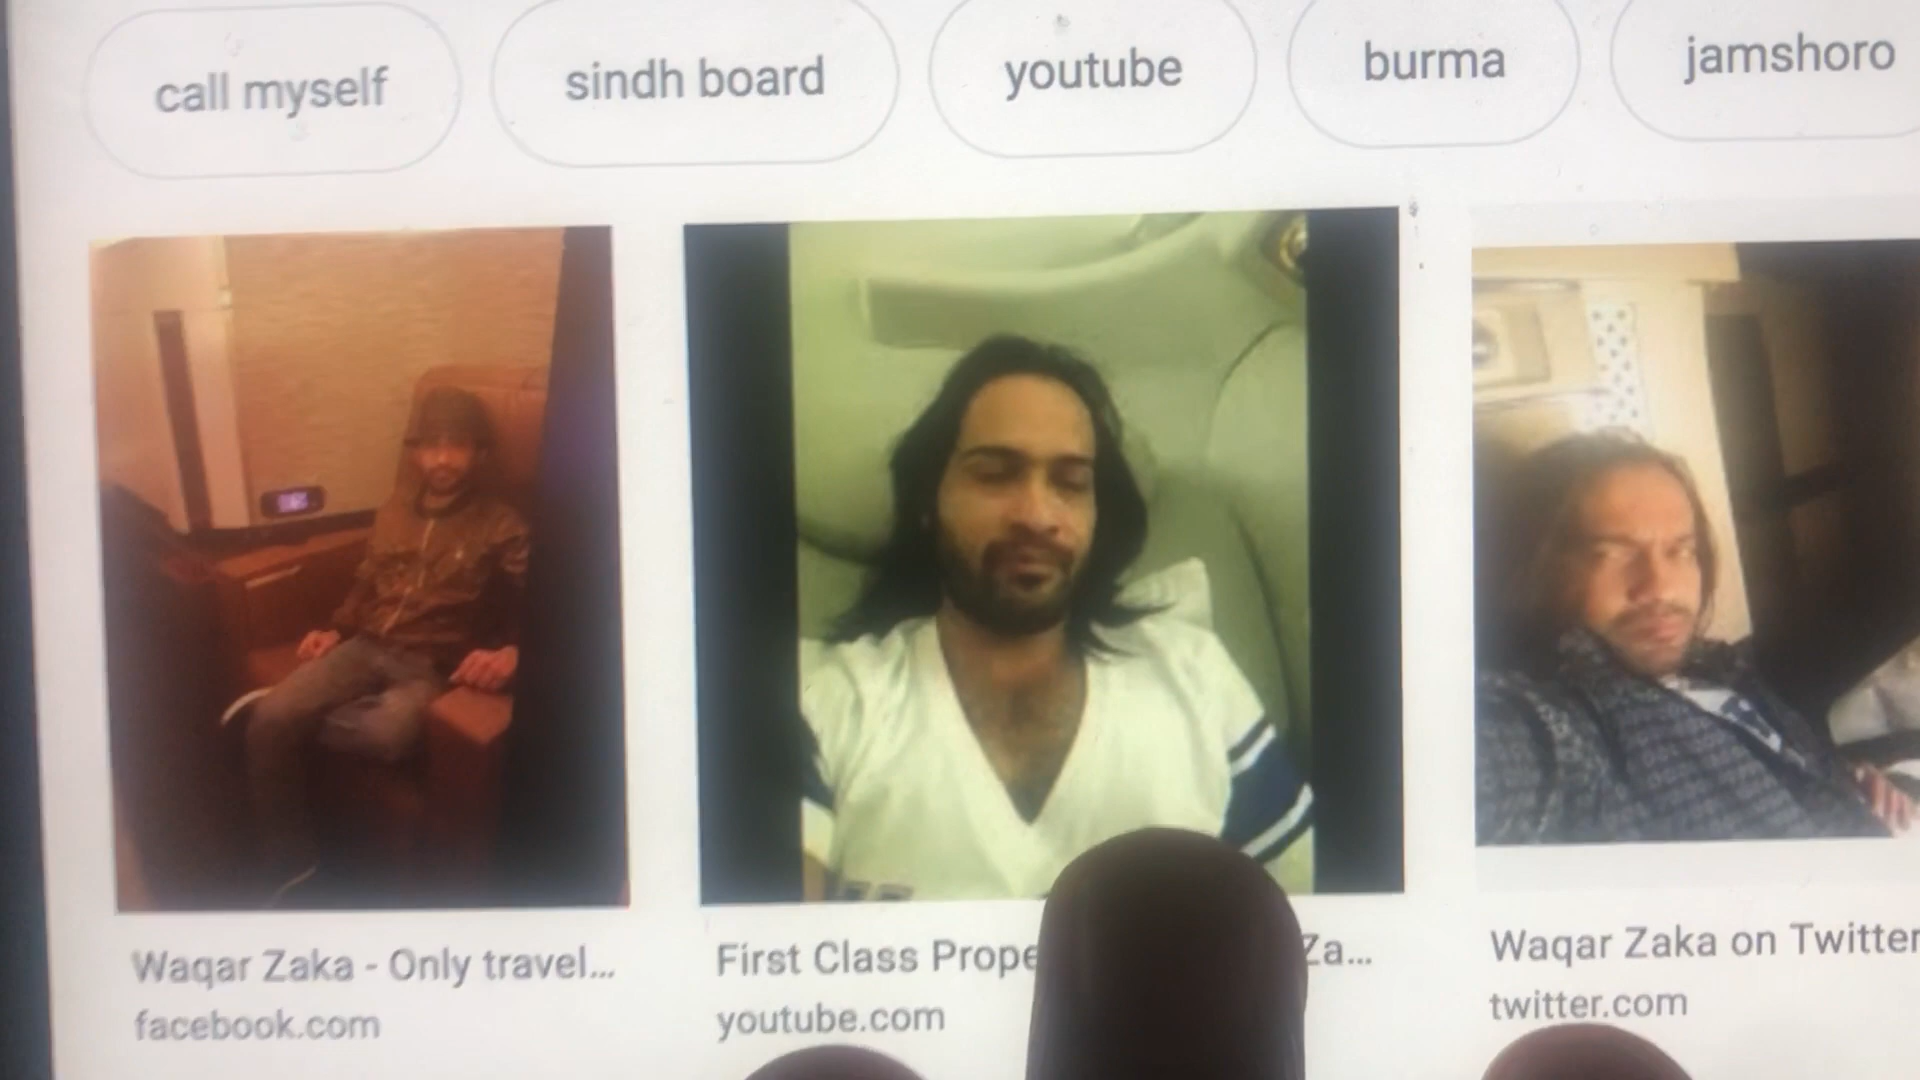 call myself
sindh board
youtube
burma
jamshoro
Waqar Zaka - Only travel...
facebook.com
First Class Prope Za...
youtube.com
Waqar Zaka on Twitter
twitter.com